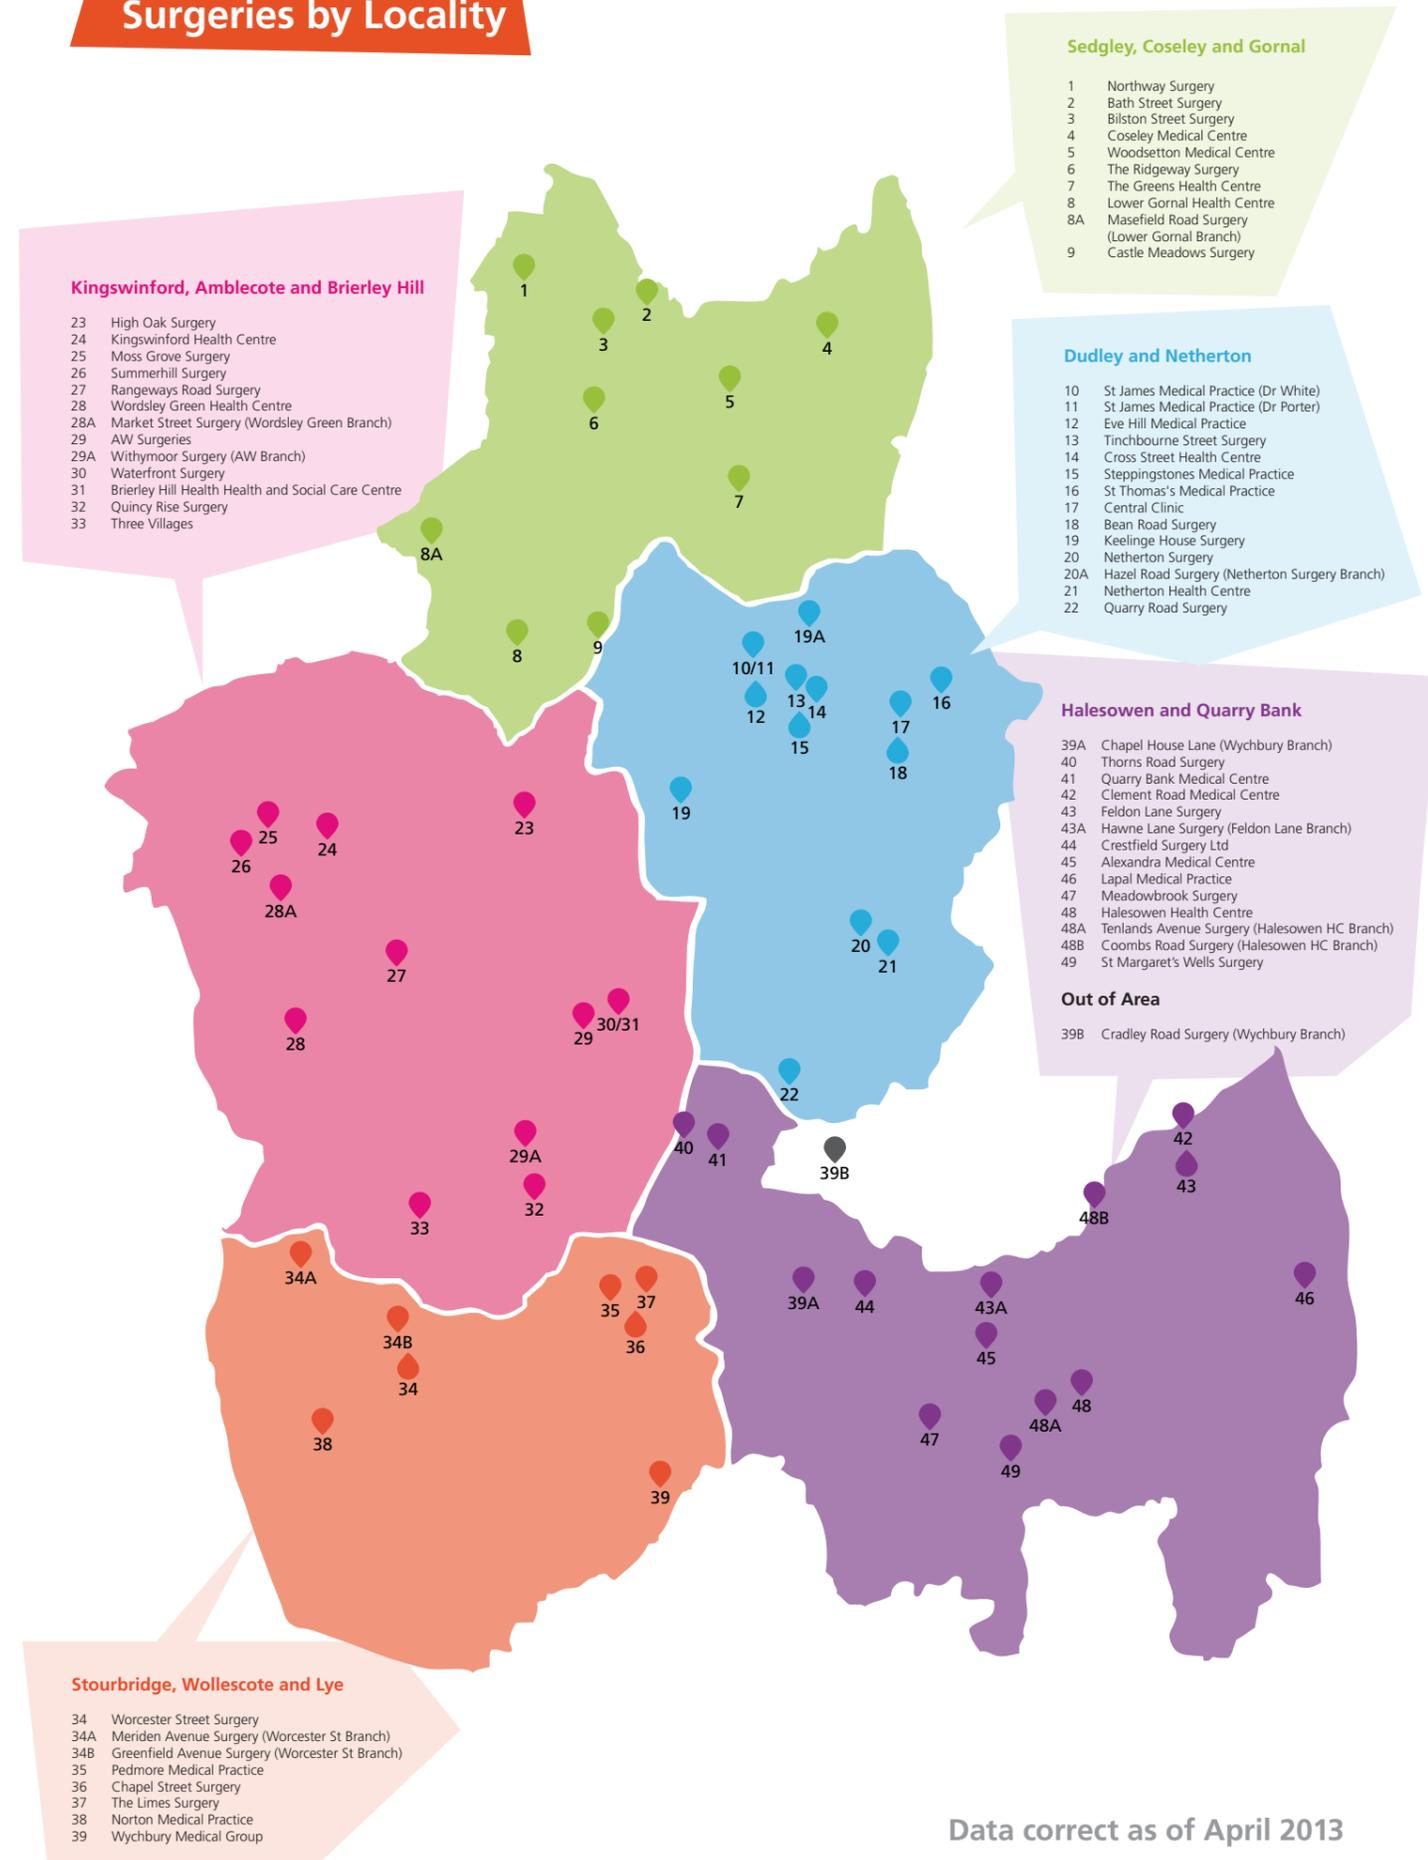 Surgeries by Locality
Sedgley, Coseley and Gornal
1 Northway Surgery
2 Bath Street Surgery
3 Bilston Street Surgery
4 Coseley Medical Centre
5 Woodsetton Medical Centre
6 The Ridgeway Surgery
7 The Greens Health Centre
8 Lower Gornal Health Centre
8A Masefield Road Surgery
(Lower Gornal Branch)
9 Castle Meadows Surgery
Kingswinford, Amblecote and Brierley Hill
23 High Oak Surgery
24 Kingswinford Health Centre
25 Moss Grove Surgery
26 Summerhill Surgery
27 Rangeways Road Surgery
28 Wordsley Green Health Centre
28A Market Street Surgery (Wordsley Green Branch)
29 AW Surgeries
29A Withymoor Surgery (AW Branch)
30 Waterfront Surgery
31 Brierley Hill Health Health and Social Care Centre
32 Quincy Rise Surgery
33 Three Villages
Dudley and Netherton
10 St James Medical Practice (Dr White)
11 St James Medical Practice (Dr Porter)
12 Eve Hill Medical Practice
13 Tinchbourne Street Surgery
14 Cross Street Health Centre
15 Steppingstones Medical Practice
16 St Thomas's Medical Practice
17 Central Clinic
18 Bean Road Surgery
19 Keelinge House Surgery
20 Netherton Surgery
20A Hazel Road Surgery (Netherton Surgery Branch)
21 Netherton Health Centre
22 Quarry Road Surgery
Halesowen and Quarry Bank
39A Chapel House Lane (Wychbury Branch)
40 Thorns Road Surgery
41 Quarry Bank Medical Centre
42 Clement Road Medical Centre
43 Feldon Lane Surgery
43A Hawne Lane Surgery (Feldon Lane Branch)
44 Crestfield Surgery Ltd
45 Alexandra Medical Centre
46 Lapal Medical Practice
47 Meadowbrook Surgery
48 Halesowen Health Centre
48A Tenlands Avenue Surgery (Halesowen HC Branch)
48B Coombs Road Surgery (Halesowen HC Branch)
49 St Margaret's Wells Surgery
Out of Area
39B Cradley Road Surgery (Wychbury Branch)
1
2
3
4
5
6
7
8A
8
9
19A
10/11
13
14
12
15
16
17
18
19
20
21
22
23
25
24
26
28A
27
28
29
30/31
29A
32
33
40
41
39B
42
43
48B
46
39A
44
43A
45
48
48A
47
49
34A
34B
34
35
37
36
38
39
Stourbridge, Wollescote and Lye
34 Worcester Street Surgery
34A Meriden Avenue Surgery (Worcester St Branch)
34B Greenfield Avenue Surgery (Worcester St Branch)
35 Pedmore Medical Practice
36 Chapel Street Surgery
37 The Limes Surgery
38 Norton Medical Practice
39 Wychbury Medical Group
Data correct as of April 2013